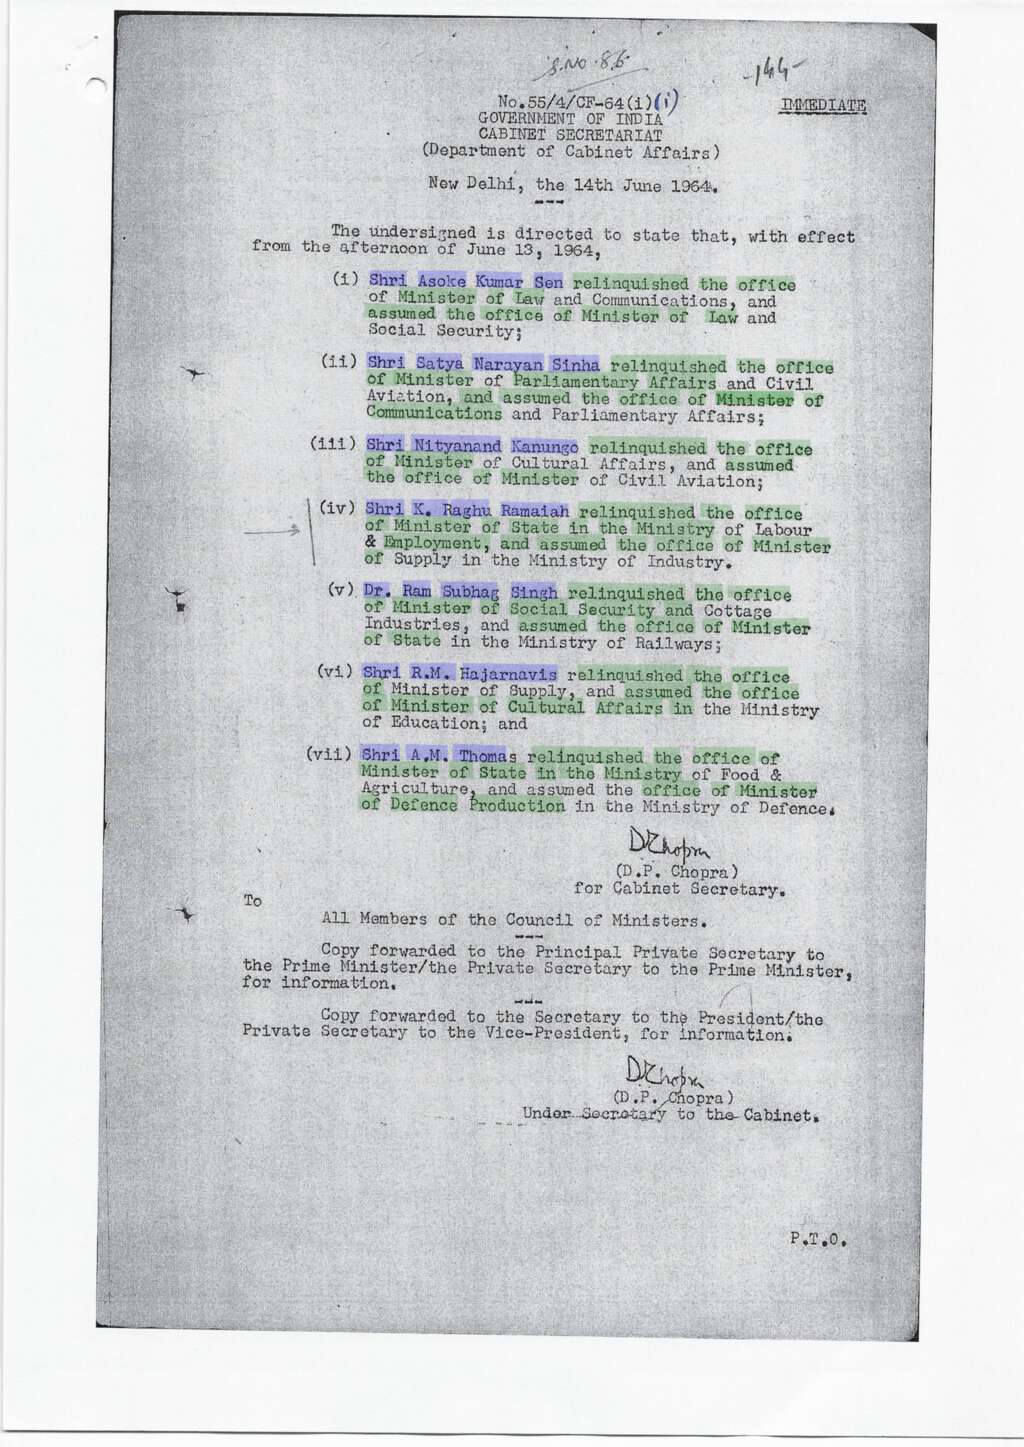 S.No.86
-144-
No.55/4/CF-64(i)(i)
IMMEDIATE
GOVERNMENT OF INDIA
CABINET SECRETARIAT
(Department of Cabinet Affairs)
New Delhi, the 14th June 1964.
The undersigned is directed to state that, with effect
from the afternoon of June 13, 1964,
(i) Shri Asoke Kumar Sen relinquished the office
of Minister of Law and Communications, and
assumed the office of Minister of Law and
Social Security;
(ii) Shri Satya Narayan Sinha relinquished the office
of Minister of Parliamentary Affairs and Civil
Aviation, and assumed the office of Minister of
Communications and Parliamentary Affairs;
(iii) Shri Nityanand Kanungo relinquished the office
of Minister of Cultural Affairs, and assumed
the office of Minister of Civil Aviation;
(iv) Shri K. Raghu Ramaiah relinquished the office
of Minister of State in the Ministry of Labour
& Employment, and assumed the office of Minister
of Supply in the Ministry of Industry.
(v) Dr. Ram Subhag Singh relinquished the office
of Minister of Social Security and Cottage
Industries, and assumed the office of Minister
of State in the Ministry of Railways;
(vi) Shri R.M. Hajarnavis relinquished the office
of Minister of Supply, and assumed the office
of Minister of Cultural Affairs in the Ministry
of Education; and
(vii) Shri A.M. Thomas relinquished the office of
Minister of State in the Ministry of Food &
Agriculture, and assumed the office of Minister
of Defence Production in the Ministry of Defence.
DPChopra
(D.P. Chopra)
for Cabinet Secretary.
To
All Members of the Council of Ministers.
Copy forwarded to the Principal Private Secretary to
the Prime Minister/the Private Secretary to the Prime Minister,
for information.
Copy forwarded to the Secretary to the President/the
Private Secretary to the Vice-President, for information.
DPChopra
(D.P. Chopra)
Under Secretary to the Cabinet.
P.T.O.